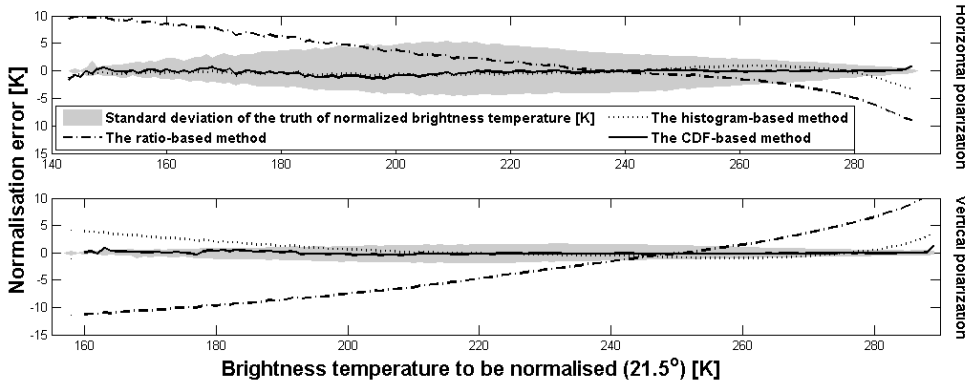 Normalisation error [K]
10
5
0
-5
10
15
Standard deviation of the truth of normalized brightness temperature [K]
The histogram-based method
The ratio-based method
The CDF-based method
140 160 180 200 220 240 260 280
Horizontal polarization
10
5
0
-5
-10
-15
160 180 200 220 240 260 280
Vertical polarization
Brightness temperature to be normalised (21.5°) [K]